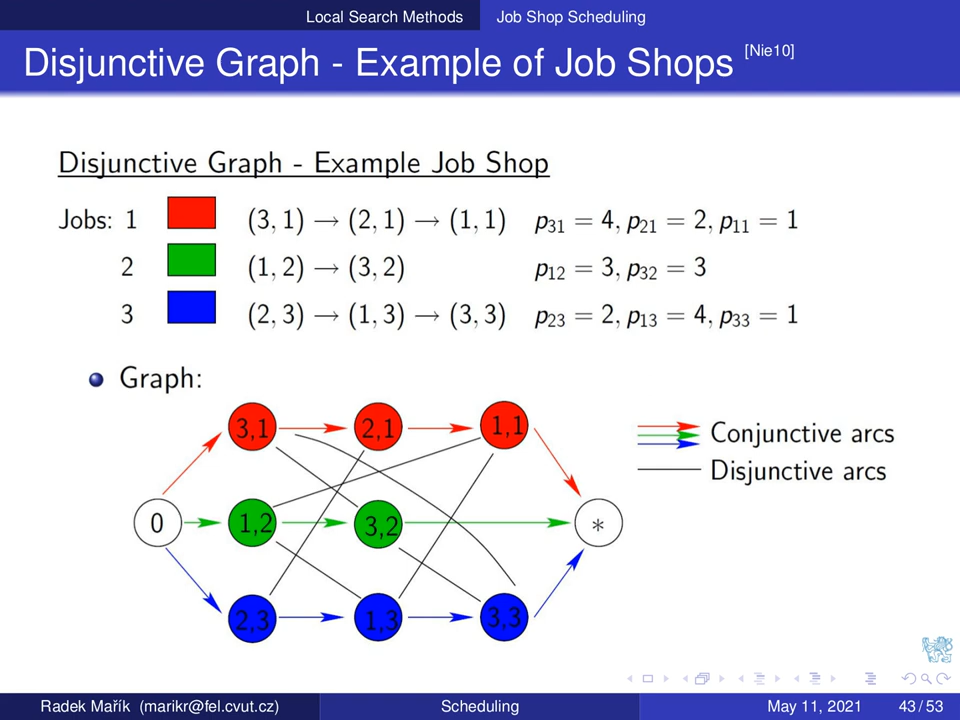 Local Search Methods Job Shop Scheduling
Disjunctive Graph - Example of Job Shops [Nie10]
Disjunctive Graph - Example Job Shop
Jobs: 1 (3, 1) → (2, 1) → (1, 1) p₃₁ = 4, p₂₁ = 2, p₁₁ = 1
2 (1, 2) → (3, 2) p₁₂ = 3, p₃₂ = 3
3 (2, 3) → (1, 3) → (3, 3) p₂₃ = 2, p₁₃ = 4, p₃₃ = 1
Graph:
3,1 2,1 1,1
Conjunctive arcs
Disjunctive arcs
0 1,2 3,2 *
2,3 1,3 3,3
Radek Mařík (marikr@fel.cvut.cz) Scheduling May 11, 2021 43 / 53